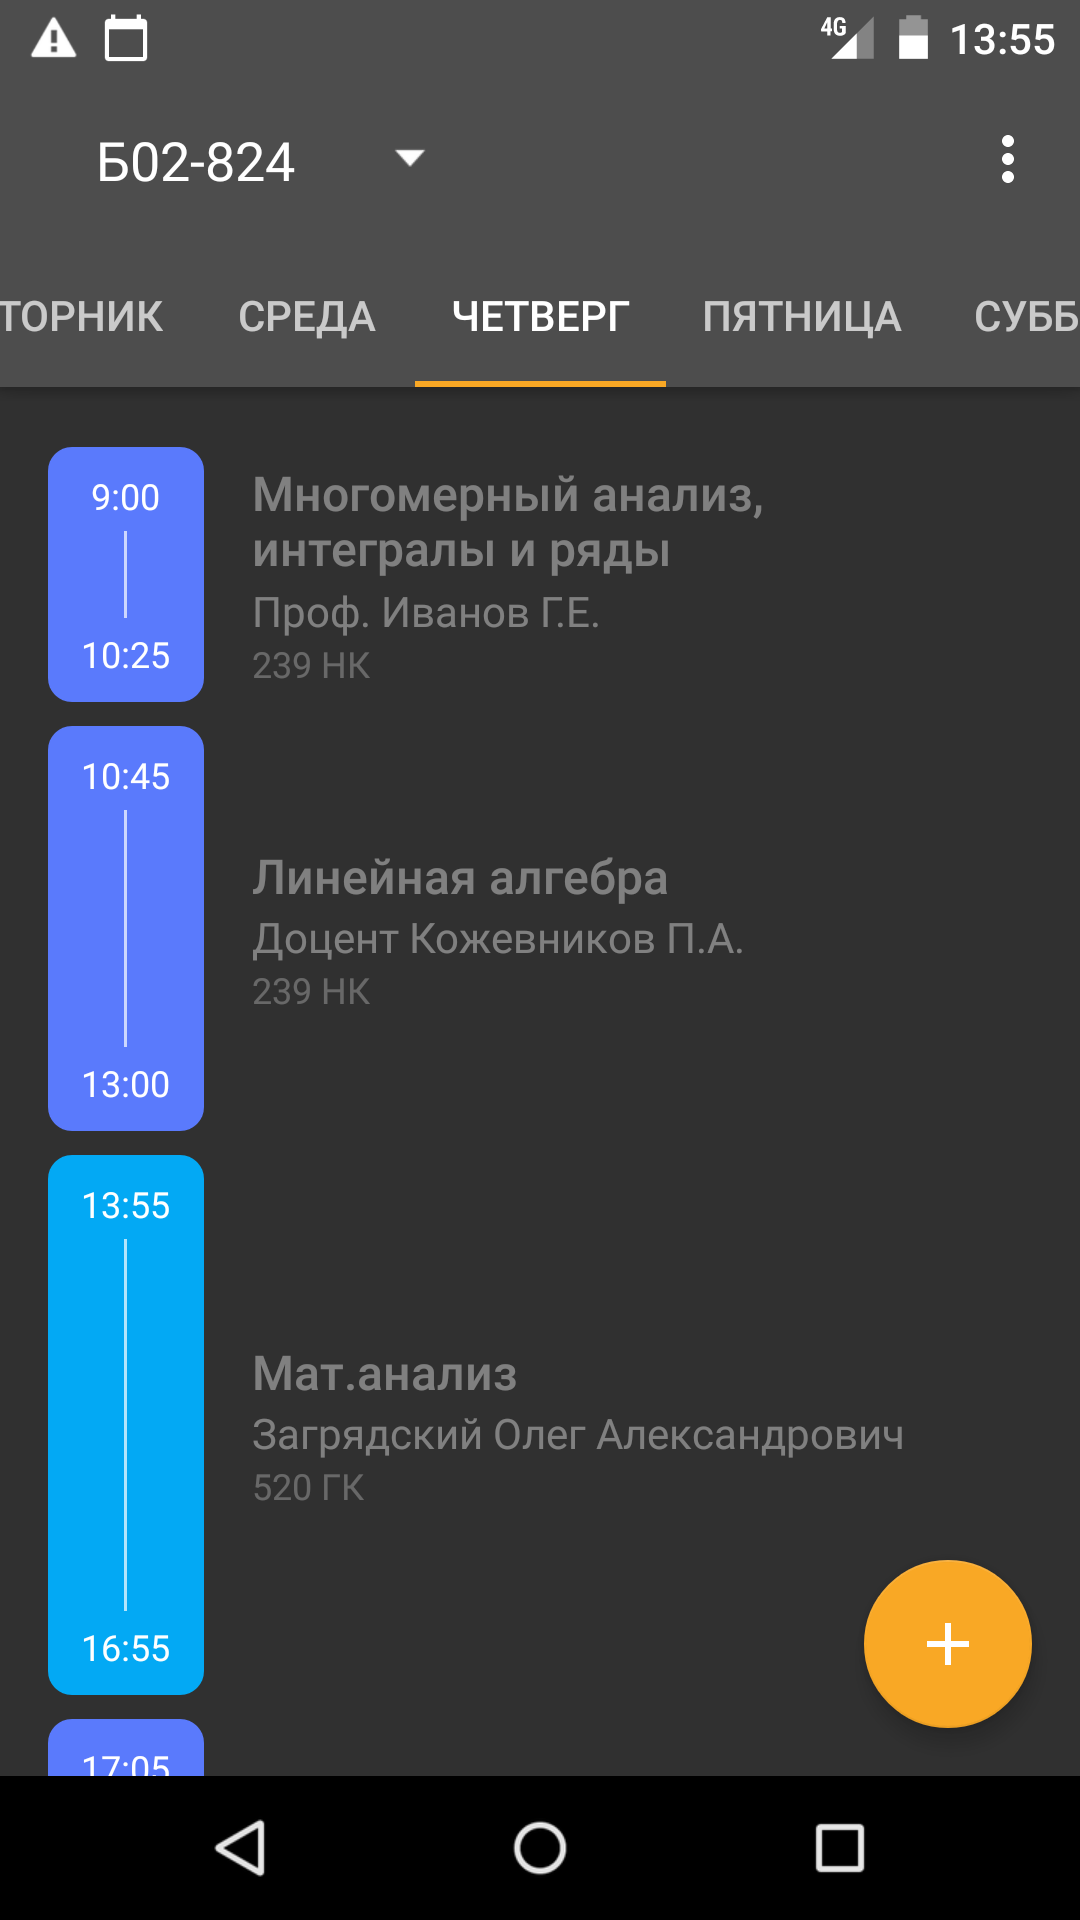 4G 13:55
Б02-824
ТОРНИК СРЕДА ЧЕТВЕРГ ПЯТНИЦА СУББ
9:00
10:25
Многомерный анализ,
интегралы и ряды
Проф. Иванов Г.Е.
239 НК
10:45
13:00
Линейная алгебра
Доцент Кожевников П.А.
239 НК
13:55
16:55
Мат.анализ
Загрядский Олег Александрович
520 ГК
17:05